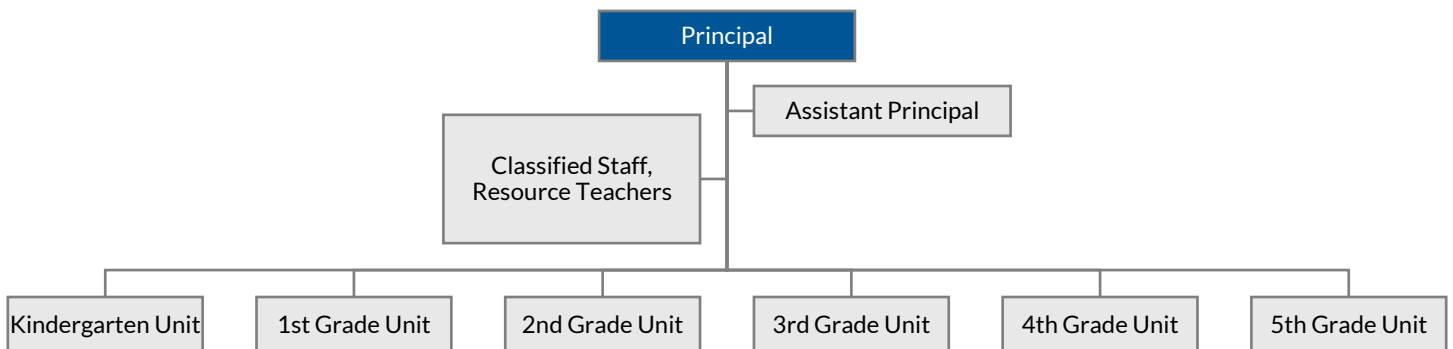 Principal
Assistant Principal
Classified Staff,
Resource Teachers
Kindergarten Unit
1st Grade Unit
2nd Grade Unit
3rd Grade Unit
4th Grade Unit
5th Grade Unit